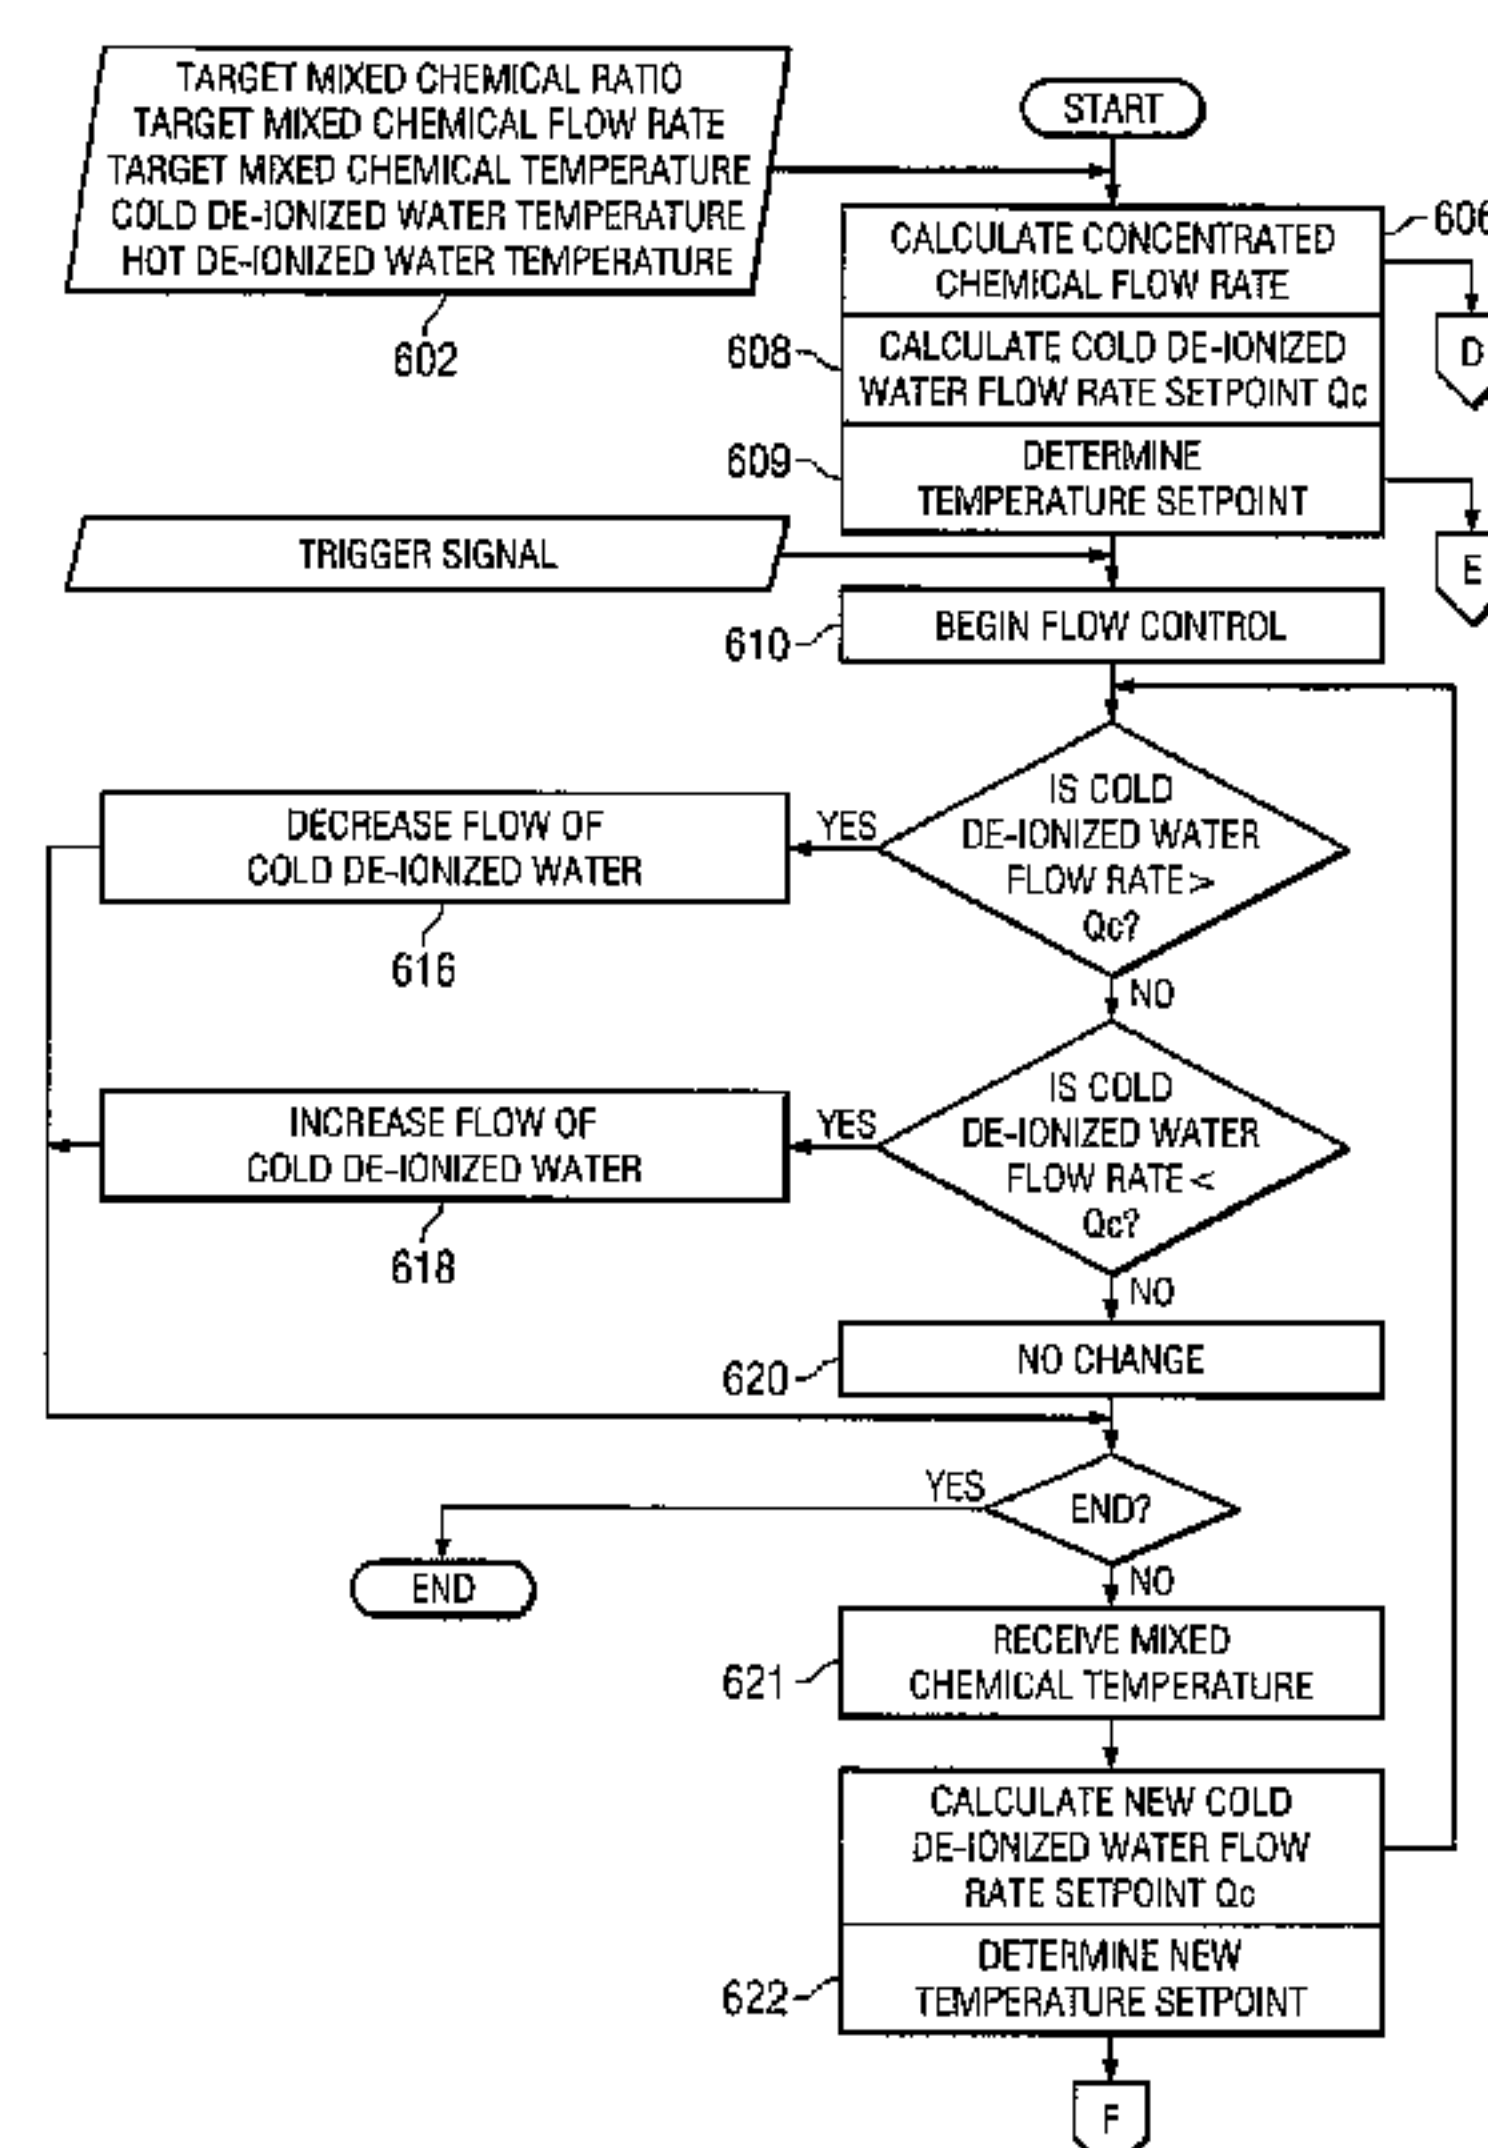 TARGET MIXED CHEMICAL RATIO
TARGET MIXED CHEMICAL FLOW RATE
TARGET MIXED CHEMICAL TEMPERATURE
COLD DE-IONIZED WATER TEMPERATURE
HOT DE-IONIZED WATER TEMPERATURE
602
START
CALCULATE CONCENTRATED
CHEMICAL FLOW RATE
606
D
608
CALCULATE COLD DE-IONIZED
WATER FLOW RATE SETPOINT Qc
609
DETERMINE
TEMPERATURE SETPOINT
E
TRIGGER SIGNAL
610
BEGIN FLOW CONTROL
IS COLD
DE-IONIZED WATER
FLOW RATE >
Qc?
YES
DECREASE FLOW OF
COLD DE-IONIZED WATER
616
NO
IS COLD
DE-IONIZED WATER
FLOW RATE <
Qc?
YES
INCREASE FLOW OF
COLD DE-IONIZED WATER
618
NO
620
NO CHANGE
END?
YES
END
NO
621
RECEIVE MIXED
CHEMICAL TEMPERATURE
CALCULATE NEW COLD
DE-IONIZED WATER FLOW
RATE SETPOINT Qc
622
DETERMINE NEW
TEMPERATURE SETPOINT
F